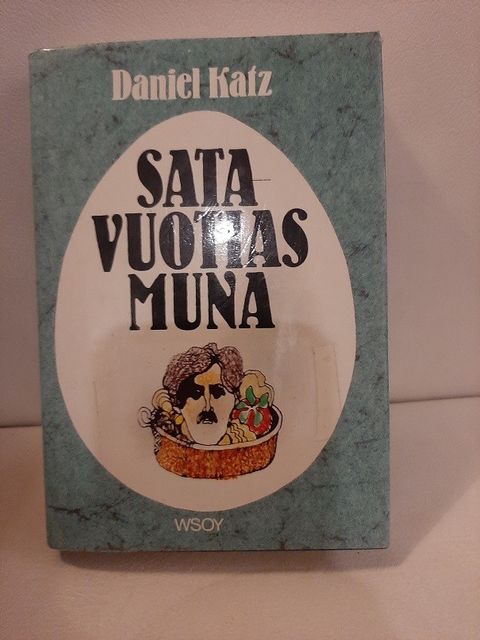 Daniel Katz
SATA
VUOTIAS
MUNA
WSOY